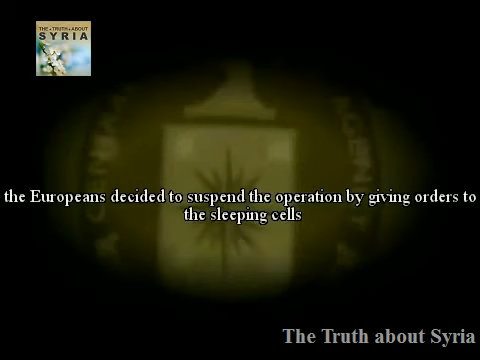 THE TRUTH ABOUT
SYRIA
the Europeans decided to suspend the operation by giving orders to
the sleeping cells
The Truth about Syria